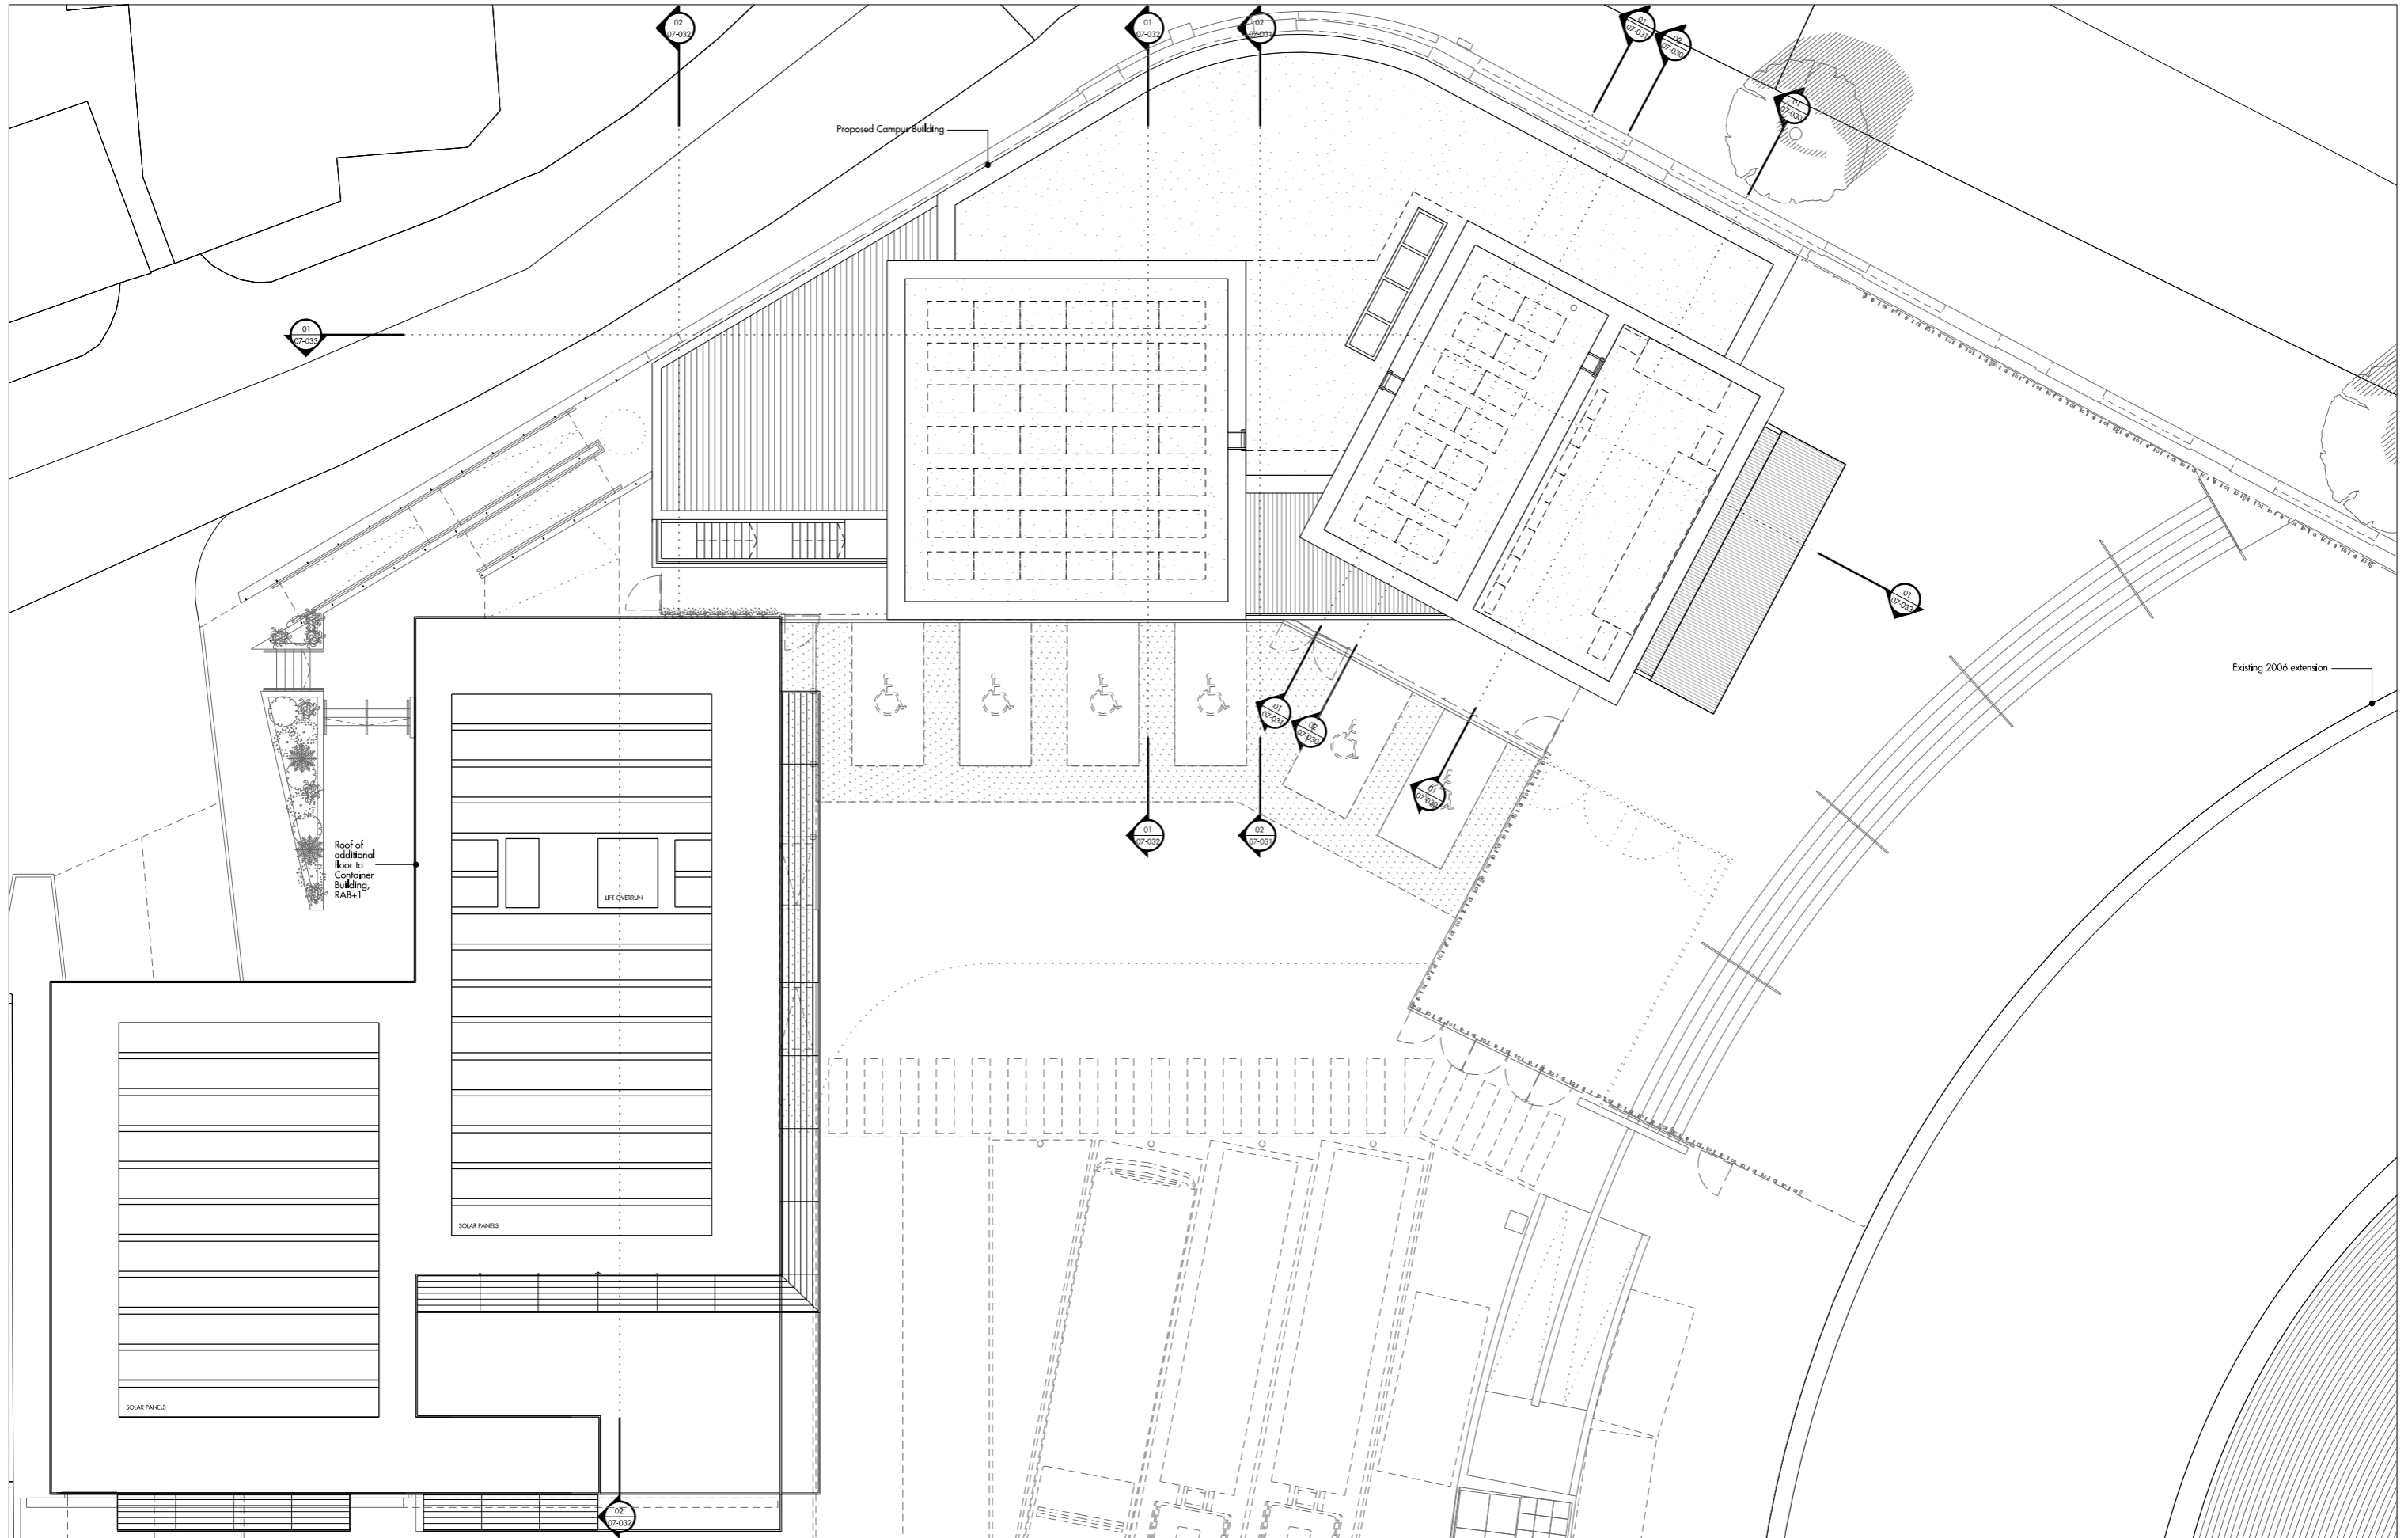 02
07-032
01
07-032
02
07-031
01
07-031
02
07-030
01
07-030
Proposed Campus Building
01
07-033
01
07-033
Existing 2006 extension
01
07-031
02
07-030
01
07-030
01
07-032
02
07-031
Roof of
additional
floor to
Container
Building,
RAB+1
LIFT OVERRUN
SOLAR PANELS
SOLAR PANELS
02
07-032